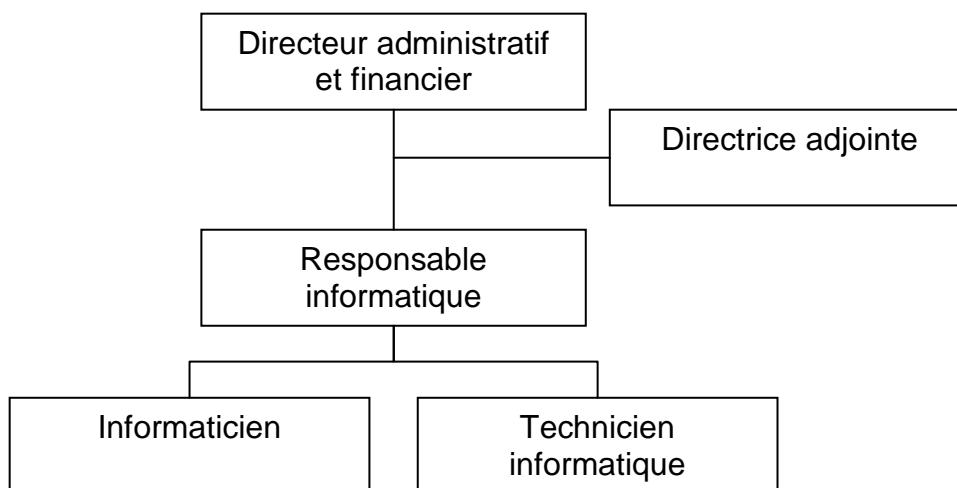 Directeur administratif
et financier
Directrice adjointe
Responsable
informatique
Informaticien
Technicien
informatique